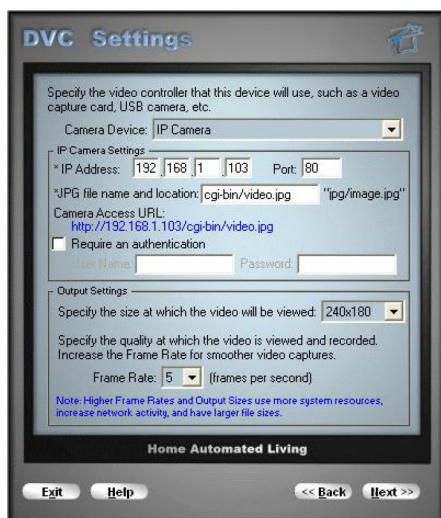 DVC Settings
Specify the video controller that this device will use, such as a video
capture card, USB camera, etc.
Camera Device: IP Camera
IP Camera Settings
* IP Address: 192 . 168 . 1 . 103 Port: 80
*JPG file name and location: cgi-bin/video.jpg "jpg/image.jpg"
Camera Access URL:
http://192.168.1.103/cgi-bin/video.jpg
Require an authentication
User Name: Password:
Output Settings
Specify the size at which the video will be viewed: 240x180
Specify the quality at which the video is viewed and recorded.
Increase the Frame Rate for smoother video captures.
Frame Rate: 5 (frames per second)
Note: Higher Frame Rates and Output Sizes use more system resources,
increase network activity, and have larger file sizes.
Home Automated Living
Exit Help << Back Next >>